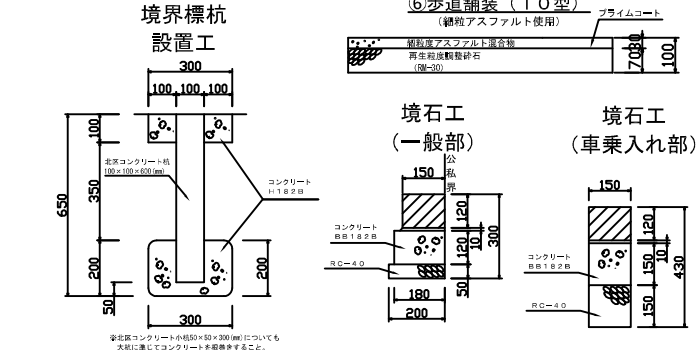 境界標杭
設置工
300
100 100 100
100
350
650
200
50
200
300
北区コンクリート杭
100×100×600(mm)
コンクリート
H182B
※北区コンクリート小杭50×50×300(mm)についても
大杭に準じてコンクリートを根巻きすること。
(6)歩道舗装(10型)
(細粒アスファルト使用)
プライムコート
細粒度アスファルト混合物
再生粒度調整砕石
(RM-30)
30
70
100
境石工
(一般部)
公私界
150
120
10
120
50
300
コンクリート
BB182B
RC-40
180
200
境石工
(車乗入れ部)
150
120
10
150
150
430
コンクリート
BB182B
RC-40